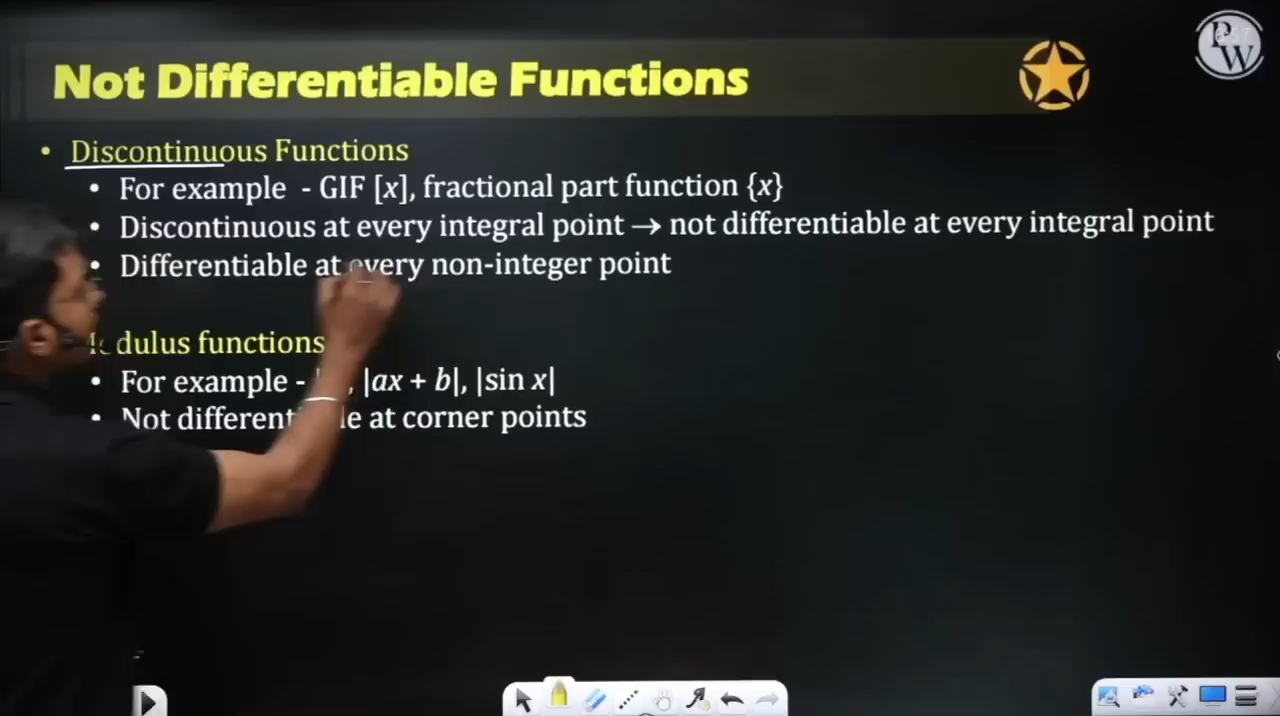 Not Differentiable Functions
PW
• Discontinuous Functions
• For example - GIF [x], fractional part function {x}
• Discontinuous at every integral point → not differentiable at every integral point
• Differentiable at every non-integer point
dulus functions
• For example - , |ax + b|, |sin x|
• Not differentiable at corner points